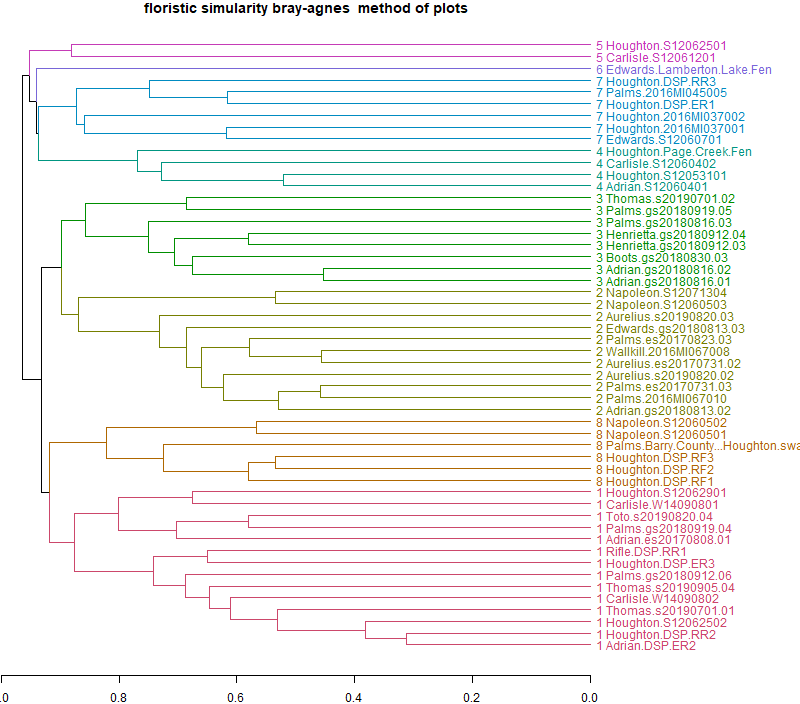 floristic simularity bray-agnes  method of plots
5 Houghton.S12062501
5 Carlisle.S12061201
6 Edwards.Lamberton.Lake.Fen
7 Houghton.DSP.RR3
7 Palms.2016MI045005
7 Houghton.DSP.ER1
7 Houghton.2016MI037002
7 Houghton.2016MI037001
7 Edwards.S12060701
4 Houghton.Page.Creek.Fen
4 Carlisle.S12060402
4 Houghton.S12053101
4 Adrian.S12060401
3 Thomas.s20190701.02
3 Palms.gs20180919.05
3 Palms.gs20180816.03
3 Henrietta.gs20180912.04
3 Henrietta.gs20180912.03
3 Boots.gs20180830.03
3 Adrian.gs20180816.02
3 Adrian.gs20180816.01
2 Napoleon.S12071304
2 Napoleon.S12060503
2 Aurelius.s20190820.03
2 Edwards.gs20180813.03
2 Palms.es20170823.03
2 Wallkill.2016MI067008
2 Aurelius.es20170731.02
2 Aurelius.s20190820.02
2 Palms.es20170731.03
2 Palms.2016MI067010
2 Adrian.gs20180813.02
8 Napoleon.S12060502
8 Napoleon.S12060501
8 Palms.Barry.County...Houghton.swa
8 Houghton.DSP.RF3
8 Houghton.DSP.RF2
8 Houghton.DSP.RF1
1 Houghton.S12062901
1 Carlisle.W14090801
1 Toto.s20190820.04
1 Palms.gs20180919.04
1 Adrian.es20170808.01
1 Rifle.DSP.RR1
1 Houghton.DSP.ER3
1 Palms.gs20180912.06
1 Thomas.s20190905.04
1 Carlisle.W14090802
1 Thomas.s20190701.01
1 Houghton.S12062502
1 Houghton.DSP.RR2
1 Adrian.DSP.ER2
.0 0.8 0.6 0.4 0.2 0.0